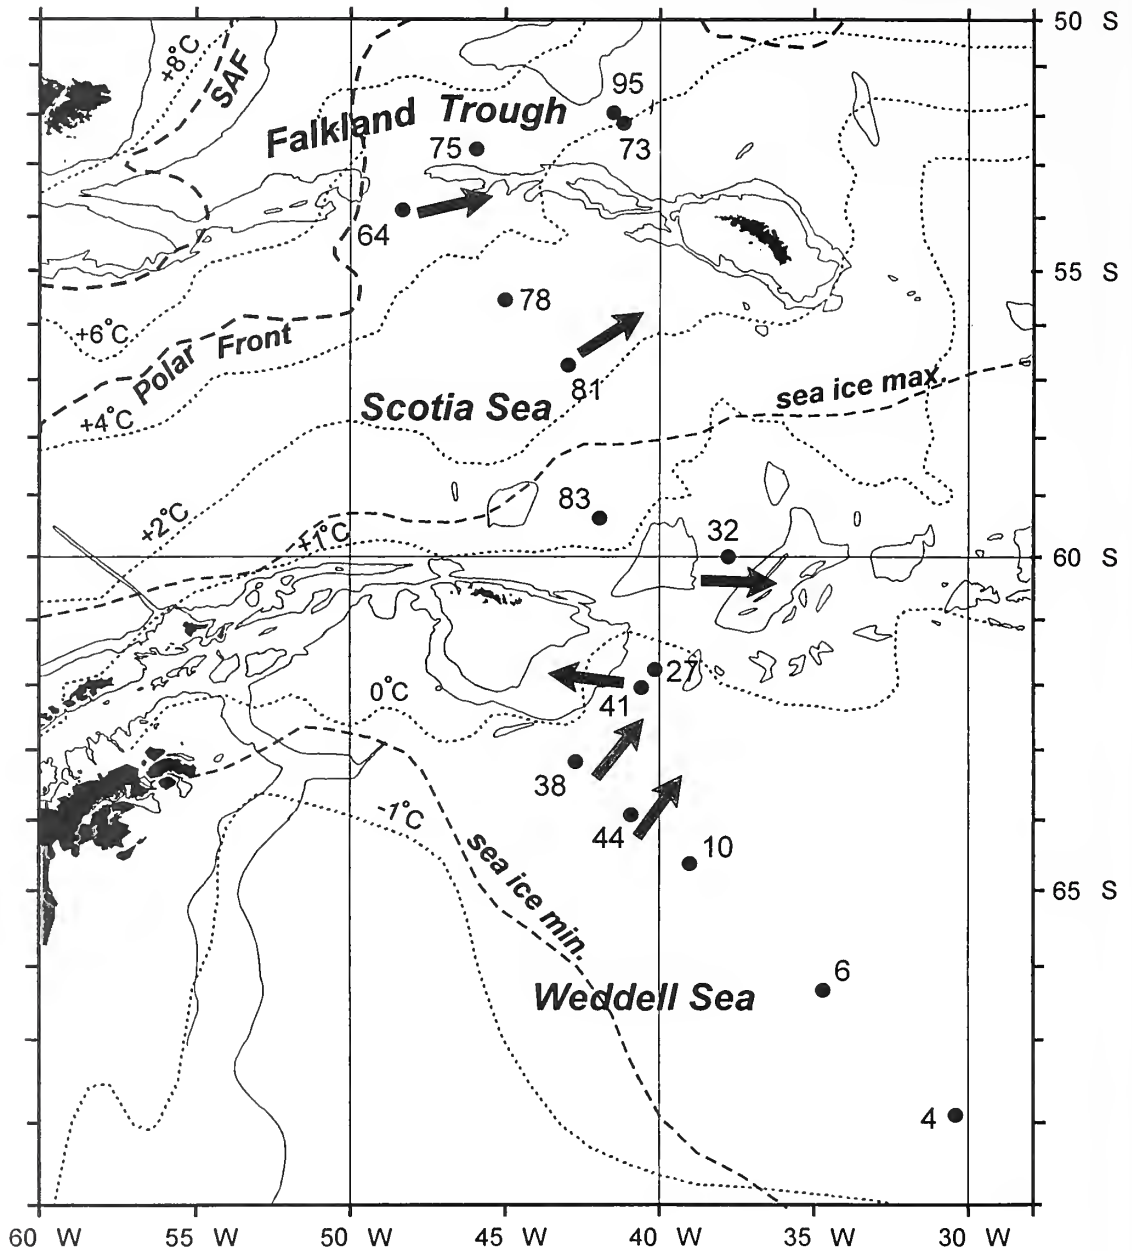 50 S
+8°C
SAF
95
Falkland Trough
75
73
64
55 S
78
+6°C
Polar Front
81
sea ice max.
Scotia Sea
+4°C
83
+2°C
32
+1°C
60 S
27
0°C
41
38
-1°C
44
10
sea ice min.
65 S
6
Weddell Sea
4
60 W
55 W
50 W
45 W
40 W
35 W
30 W